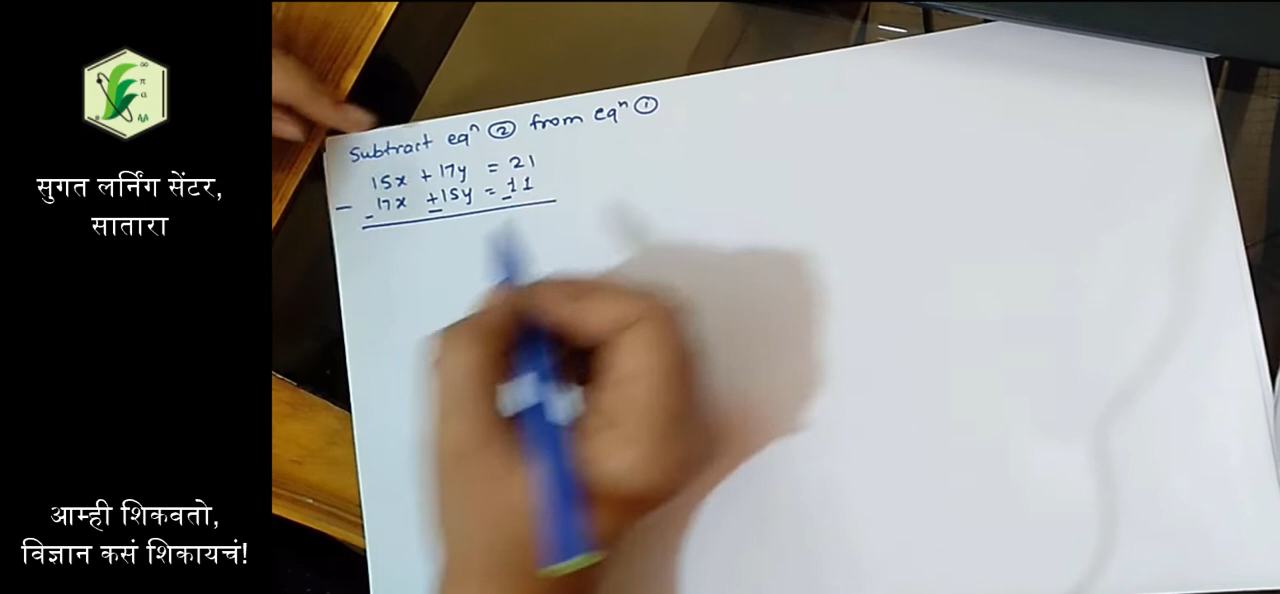 सुगत लर्निंग सेंटर,
सातारा
आम्ही शिकवतो,
विज्ञान कसं शिकायचं!
Subtract eqⁿ ② from eqⁿ ①
15x + 17y = 21
- 17x + 15y = 11
- - -